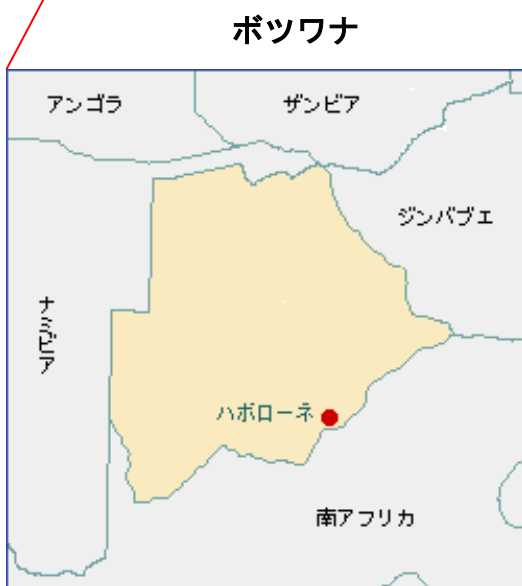 ボツワナ
アンゴラ
ザンビア
ジンバブエ
ナミビア
ハボローネ
南アフリカ